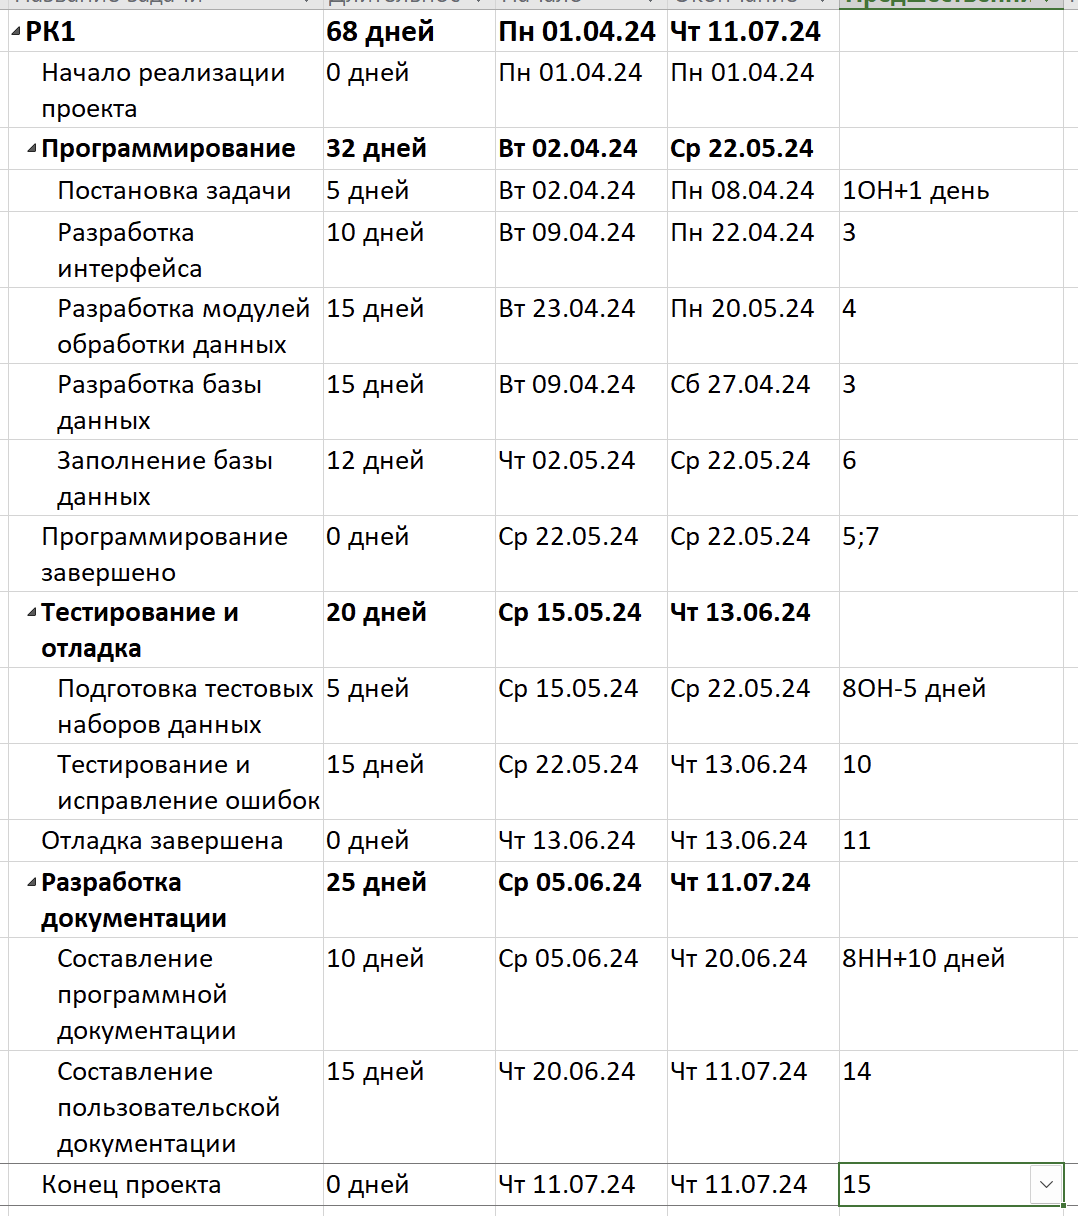 РК1 68 дней Пн 01.04.24 Чт 11.07.24
Начало реализации 0 дней Пн 01.04.24 Пн 01.04.24
проекта
Программирование 32 дней Вт 02.04.24 Ср 22.05.24
Постановка задачи 5 дней Вт 02.04.24 Пн 08.04.24 1ОН+1 день
Разработка 10 дней Вт 09.04.24 Пн 22.04.24 3
интерфейса
Разработка модулей 15 дней Вт 23.04.24 Пн 20.05.24 4
обработки данных
Разработка базы 15 дней Вт 09.04.24 Сб 27.04.24 3
данных
Заполнение базы 12 дней Чт 02.05.24 Ср 22.05.24 6
данных
Программирование 0 дней Ср 22.05.24 Ср 22.05.24 5;7
завершено
Тестирование и 20 дней Ср 15.05.24 Чт 13.06.24
отладка
Подготовка тестовых 5 дней Ср 15.05.24 Ср 22.05.24 8ОН-5 дней
наборов данных
Тестирование и 15 дней Ср 22.05.24 Чт 13.06.24 10
исправление ошибок
Отладка завершена 0 дней Чт 13.06.24 Чт 13.06.24 11
Разработка 25 дней Ср 05.06.24 Чт 11.07.24
документации
Составление 10 дней Ср 05.06.24 Чт 20.06.24 8НН+10 дней
программной
документации
Составление 15 дней Чт 20.06.24 Чт 11.07.24 14
пользовательской
документации
Конец проекта 0 дней Чт 11.07.24 Чт 11.07.24 15